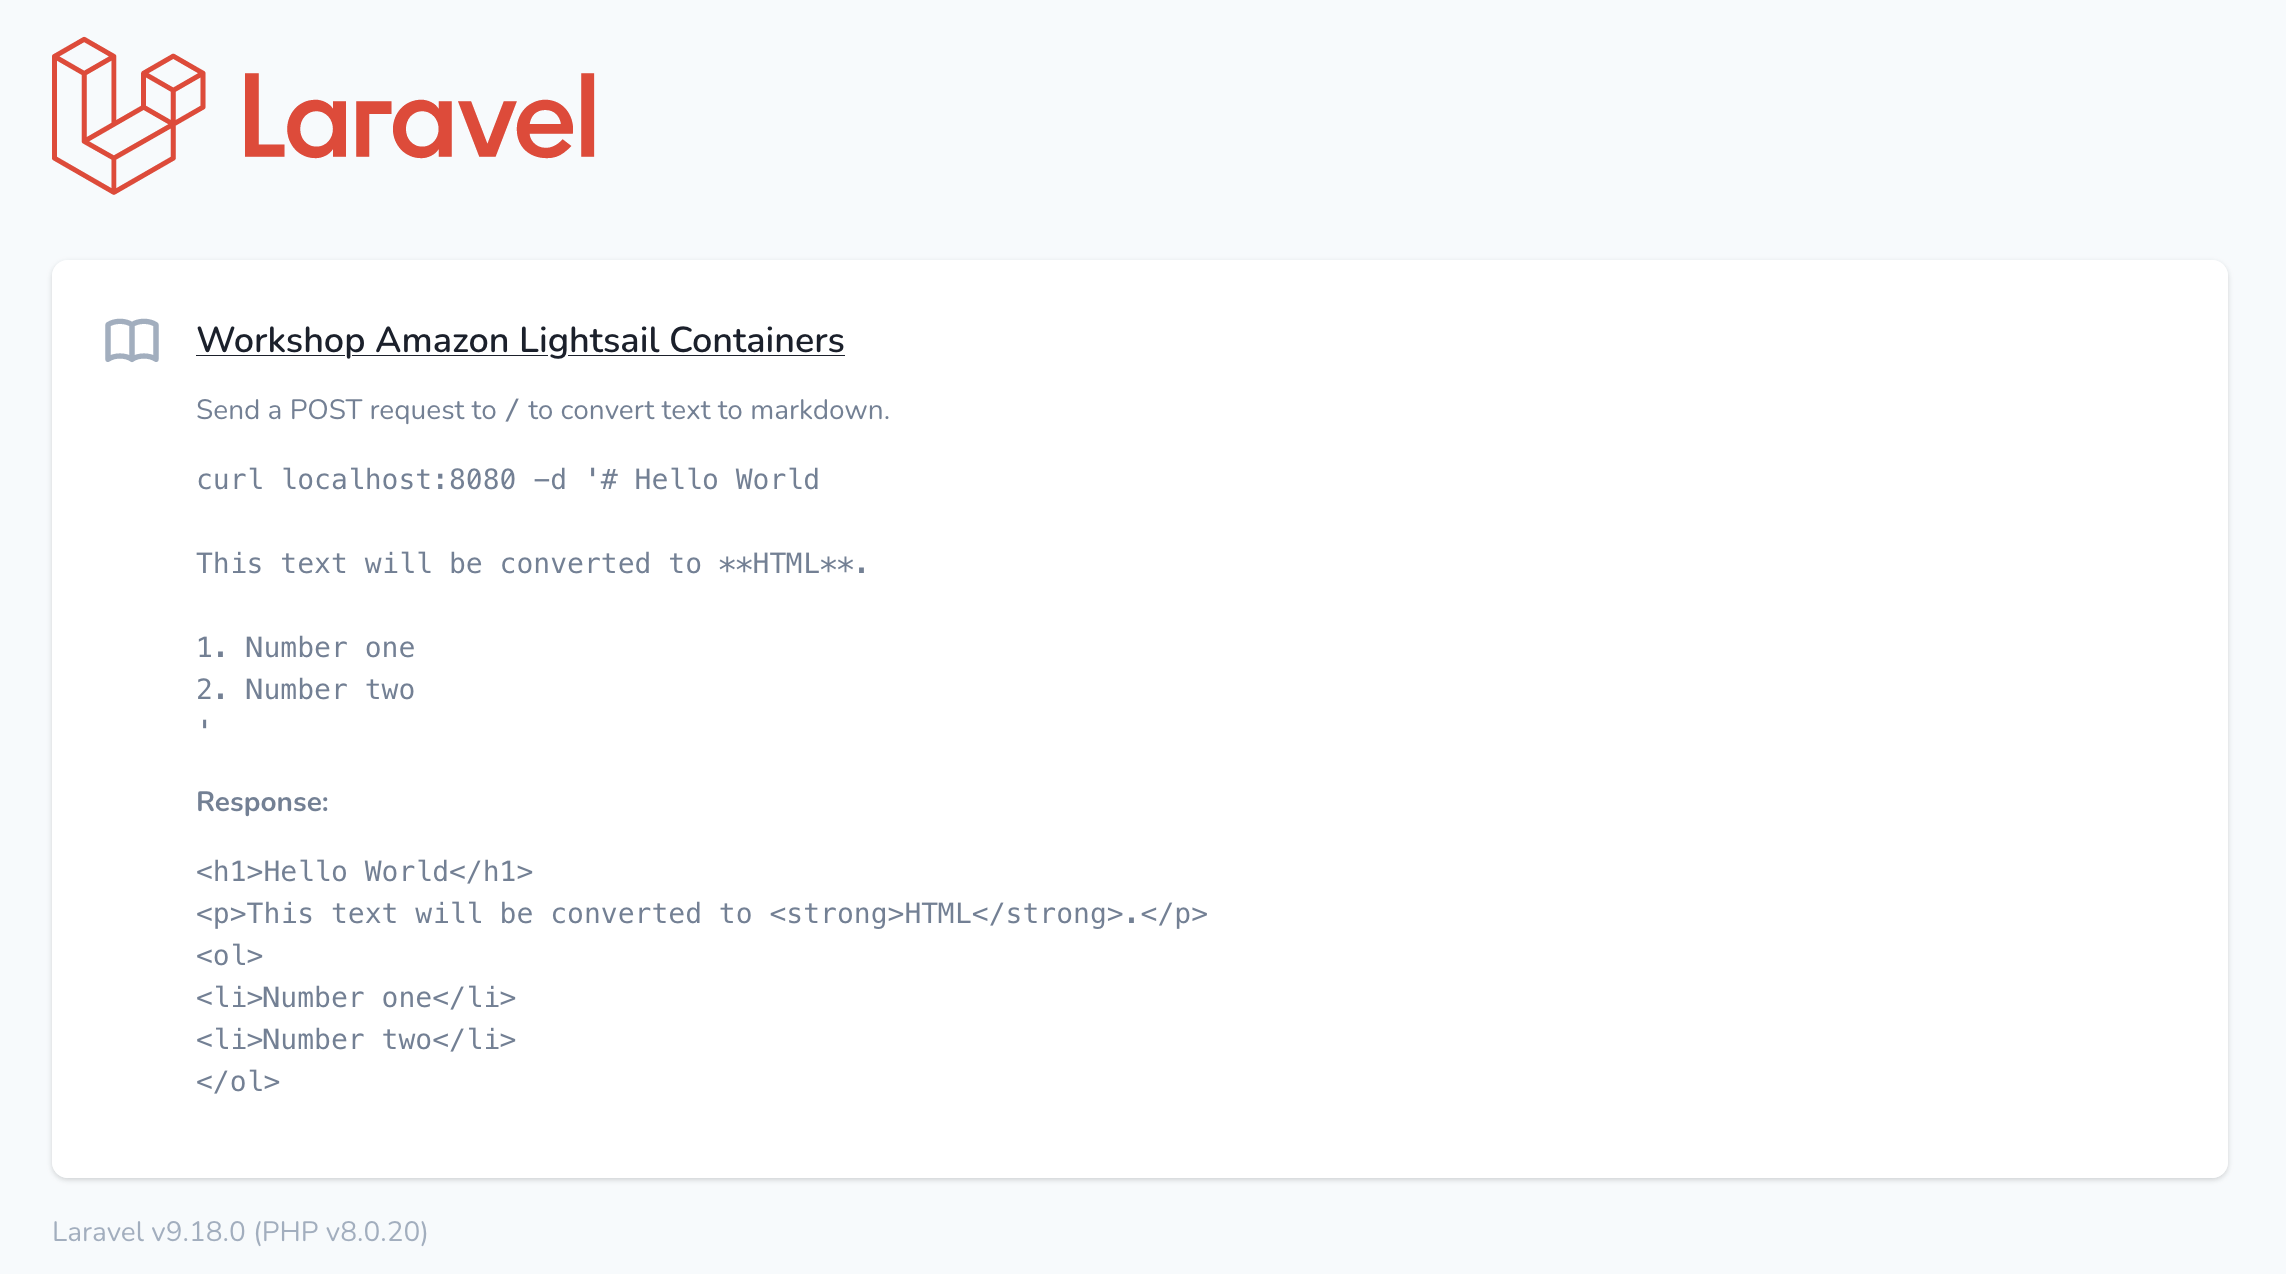 Laravel
Workshop Amazon Lightsail Containers
Send a POST request to / to convert text to markdown.
curl localhost:8080 -d '# Hello World
This text will be converted to **HTML**.
1. Number one
2. Number two
'
Response:
<h1>Hello World</h1>
<p>This text will be converted to <strong>HTML</strong>.</p>
<ol>
<li>Number one</li>
<li>Number two</li>
</ol>
Laravel v9.18.0 (PHP v8.0.20)